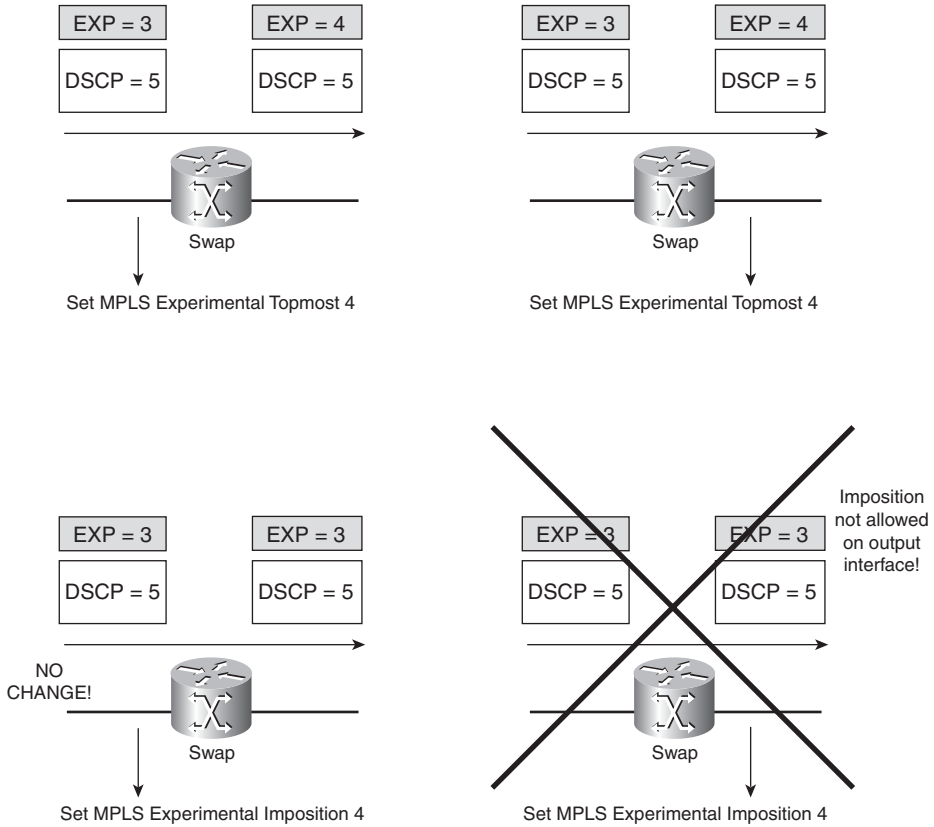 EXP = 3
EXP = 4
DSCP = 5
DSCP = 5
Swap
Set MPLS Experimental Topmost 4
EXP = 3
EXP = 4
DSCP = 5
DSCP = 5
Swap
Set MPLS Experimental Topmost 4
EXP = 3
EXP = 3
DSCP = 5
DSCP = 5
NO
CHANGE!
Swap
Set MPLS Experimental Imposition 4
EXP = 3
EXP = 3
Imposition
not allowed
on output
interface!
DSCP = 5
DSCP = 5
Swap
Set MPLS Experimental Imposition 4